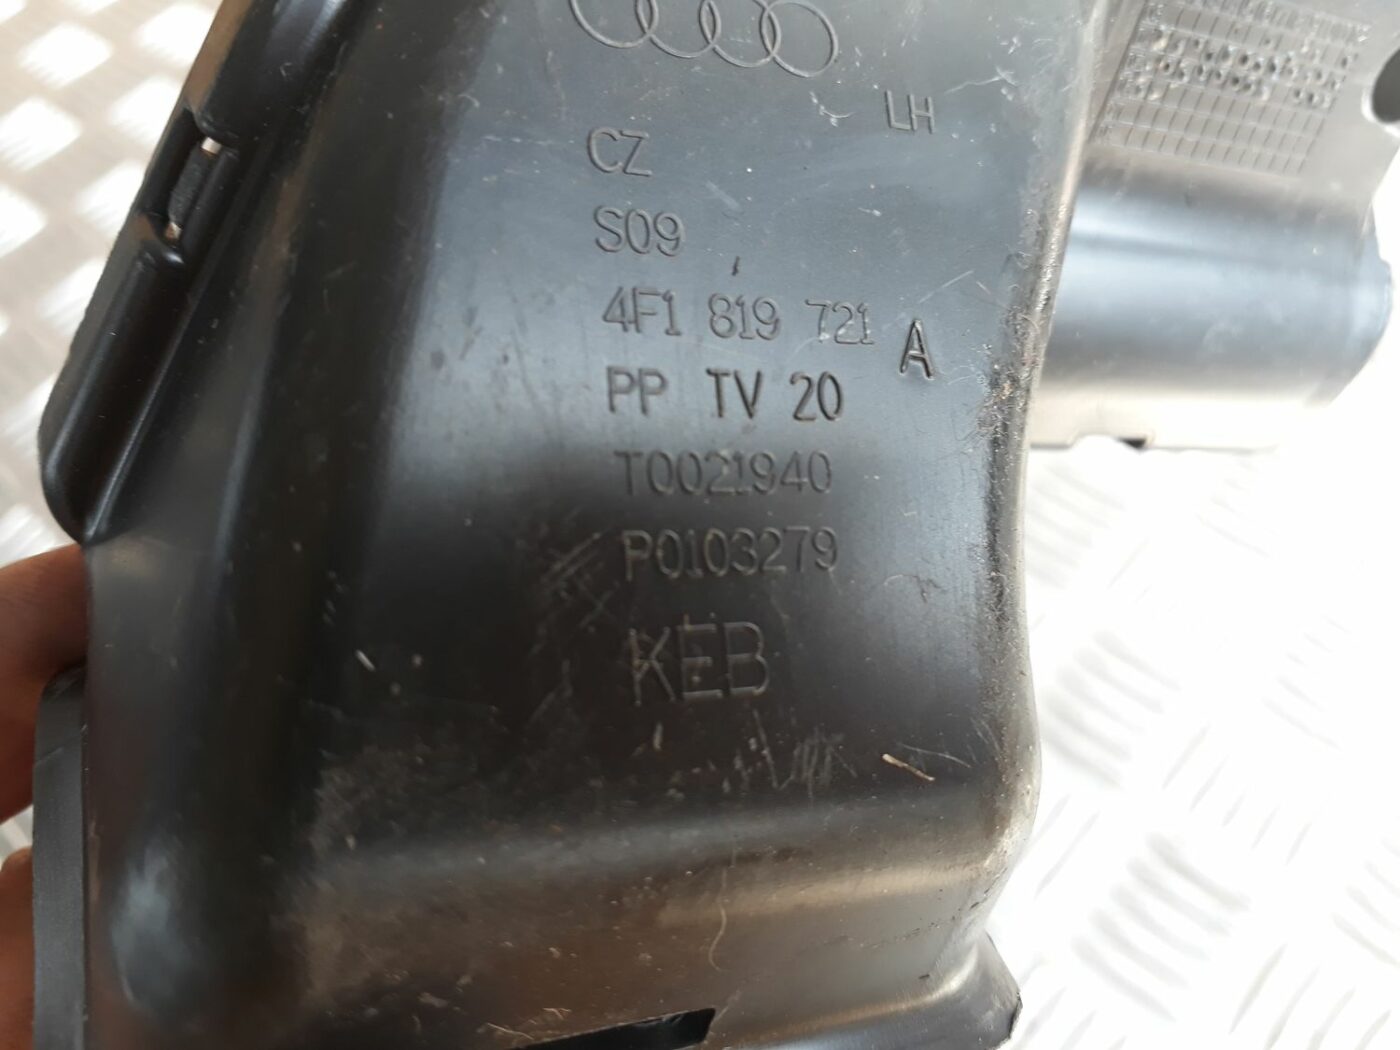 LH
CZ
S09
4F1 819 721 A
PP TV 20
T0021940
P0103279
KEB